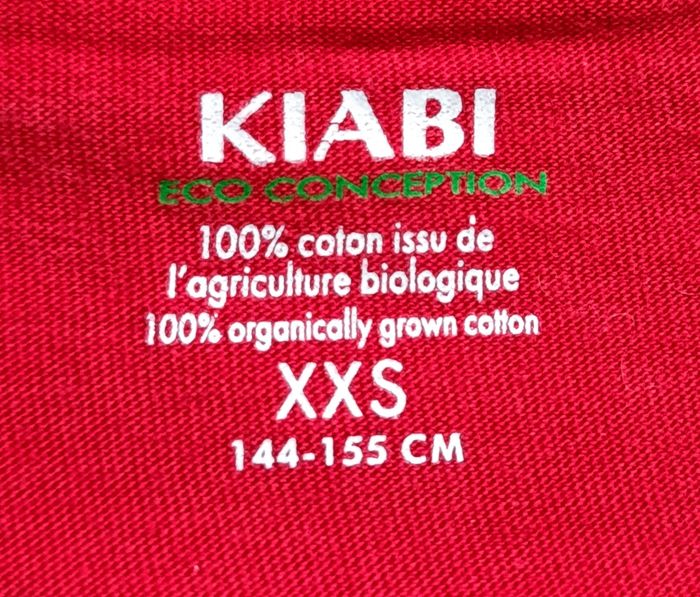 KIABI
ECO CONCEPTION
100% coton issu de
l'agriculture biologique
100% organically grown cotton
XXS
144-155 CM